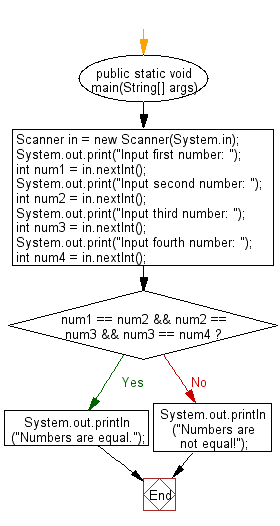 public static void
main(String[] args)
Scanner in = new Scanner(System.in);
System.out.print("Input first number: ");
int num1 = in.nextInt();
System.out.print("Input second number: ");
int num2 = in.nextInt();
System.out.print("Input third number: ");
int num3 = in.nextInt();
System.out.print("Input fourth number: ");
int num4 = in.nextInt();
num1 == num2 && num2 ==
num3 && num3 == num4 ?
Yes
No
System.out.println
("Numbers are equal.");
System.out.println
("Numbers are
not equal!");
End